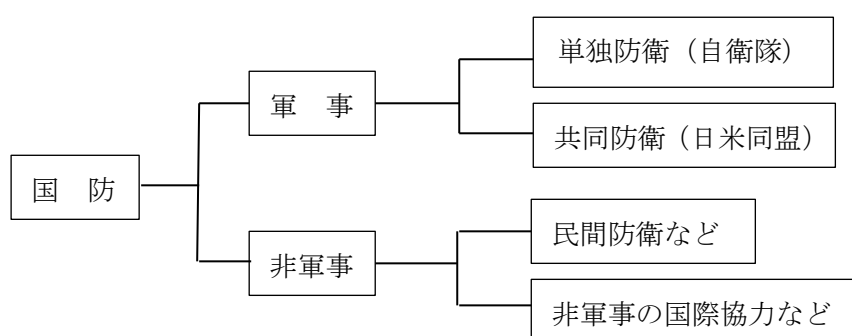 国　防
軍　事
単独防衛（自衛隊）
共同防衛（日米同盟）
非軍事
民間防衛など
非軍事の国際協力など